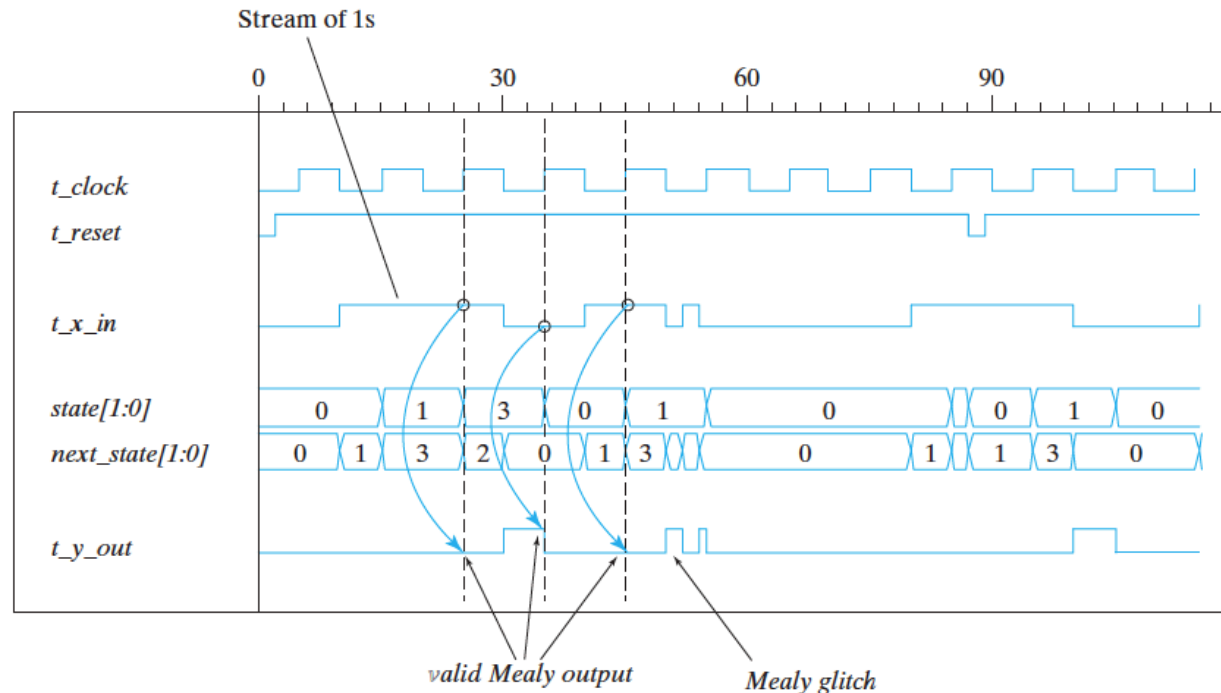 Stream of 1s
0 30 60 90
t_clock
t_reset
t_x_in
state[1:0] 0 1 3 0 1 0 0 1 0
next_state[1:0] 0 1 3 2 0 1 3 0 1 1 3 0
t_y_out
valid Mealy output
Mealy glitch